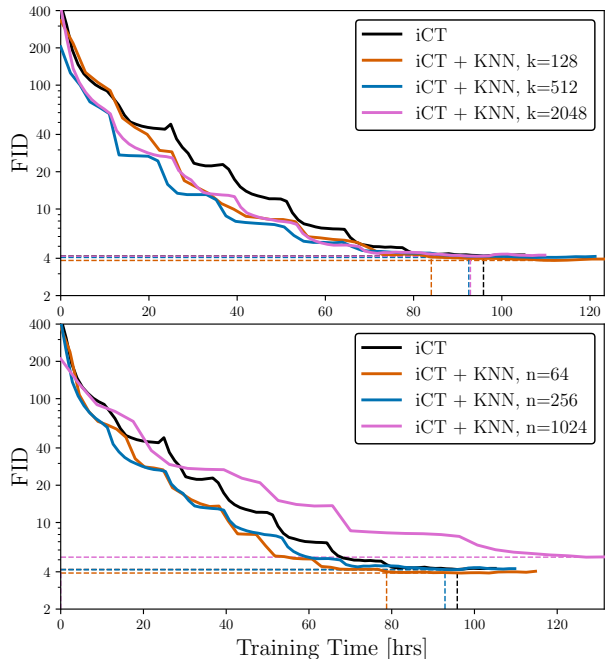 400
200
100
40
20
10
4
2
FID
iCT
iCT + KNN, k=128
iCT + KNN, k=512
iCT + KNN, k=2048
0 20 40 60 80 100 120
400
200
100
40
20
10
4
2
FID
iCT
iCT + KNN, n=64
iCT + KNN, n=256
iCT + KNN, n=1024
0 20 40 60 80 100 120
Training Time [hrs]